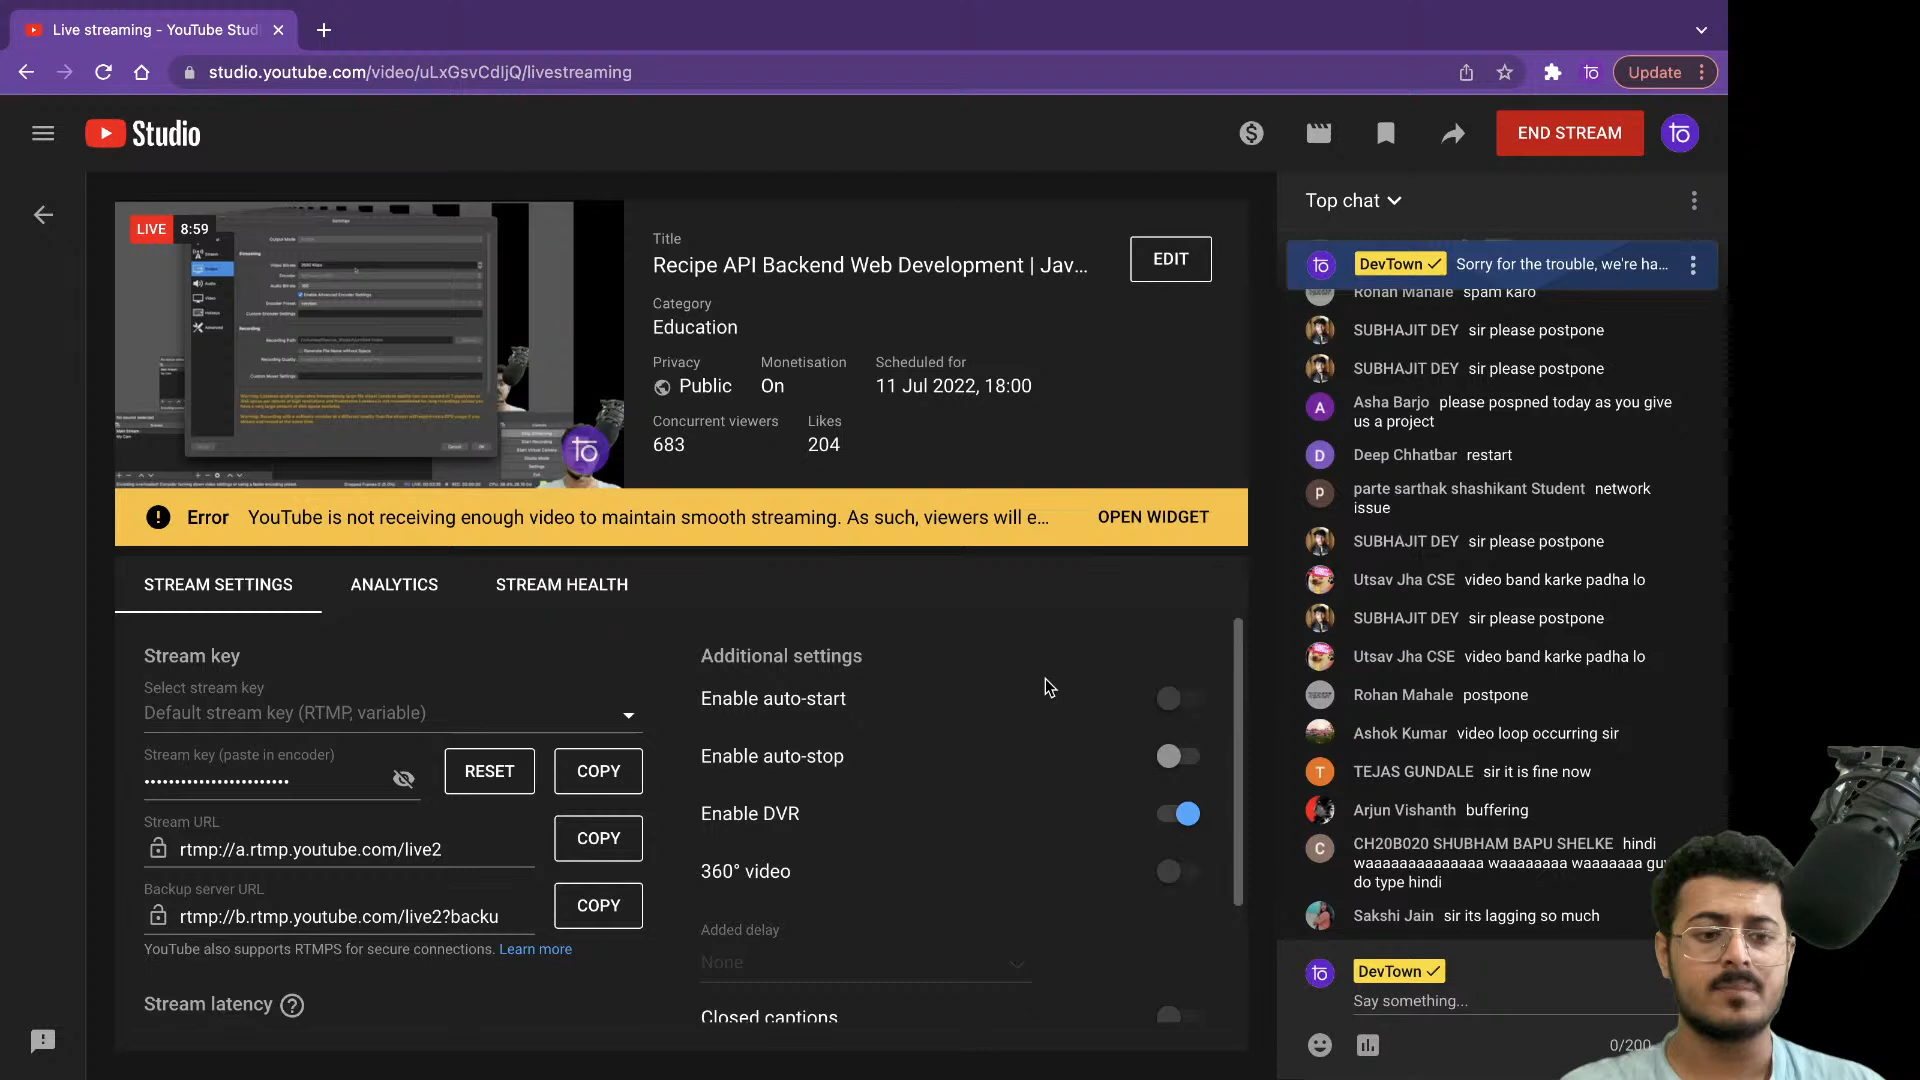 Live streaming - YouTube Stud
studio.youtube.com/video/uLxGsvCdIjQ/livestreaming
Update
Studio
END STREAM
LIVE 8:59
Title
Recipe API Backend Web Development | Jav...
EDIT
Category
Education
Privacy
Public
Monetisation
On
Scheduled for
11 Jul 2022, 18:00
Concurrent viewers
683
Likes
204
Error YouTube is not receiving enough video to maintain smooth streaming. As such, viewers will e...
OPEN WIDGET
STREAM SETTINGS
ANALYTICS
STREAM HEALTH
Stream key
Select stream key
Default stream key (RTMP, variable)
Stream key (paste in encoder)
••••••••••••••••••••••••
RESET
COPY
Stream URL
rtmp://a.rtmp.youtube.com/live2
COPY
Backup server URL
rtmp://b.rtmp.youtube.com/live2?backu
COPY
YouTube also supports RTMPS for secure connections. Learn more
Stream latency
Additional settings
Enable auto-start
Enable auto-stop
Enable DVR
360° video
Added delay
None
Closed captions
Top chat
DevTown Sorry for the trouble, we're ha...
Rohan Mahale spam karo
SUBHAJIT DEY sir please postpone
SUBHAJIT DEY sir please postpone
A
Asha Barjo please pospned today as you give
us a project
D
Deep Chhatbar restart
p
parte sarthak shashikant Student network
issue
SUBHAJIT DEY sir please postpone
Utsav Jha CSE video band karke padha lo
SUBHAJIT DEY sir please postpone
Utsav Jha CSE video band karke padha lo
Rohan Mahale postpone
Ashok Kumar video loop occurring sir
T
TEJAS GUNDALE sir it is fine now
Arjun Vishanth buffering
C
CH20B020 SHUBHAM BAPU SHELKE hindi
waaaaaaaaaaaaaa waaaaaaaa waaaaaaa gu
do type hindi
Sakshi Jain sir its lagging so much
DevTown
Say something...
0/200